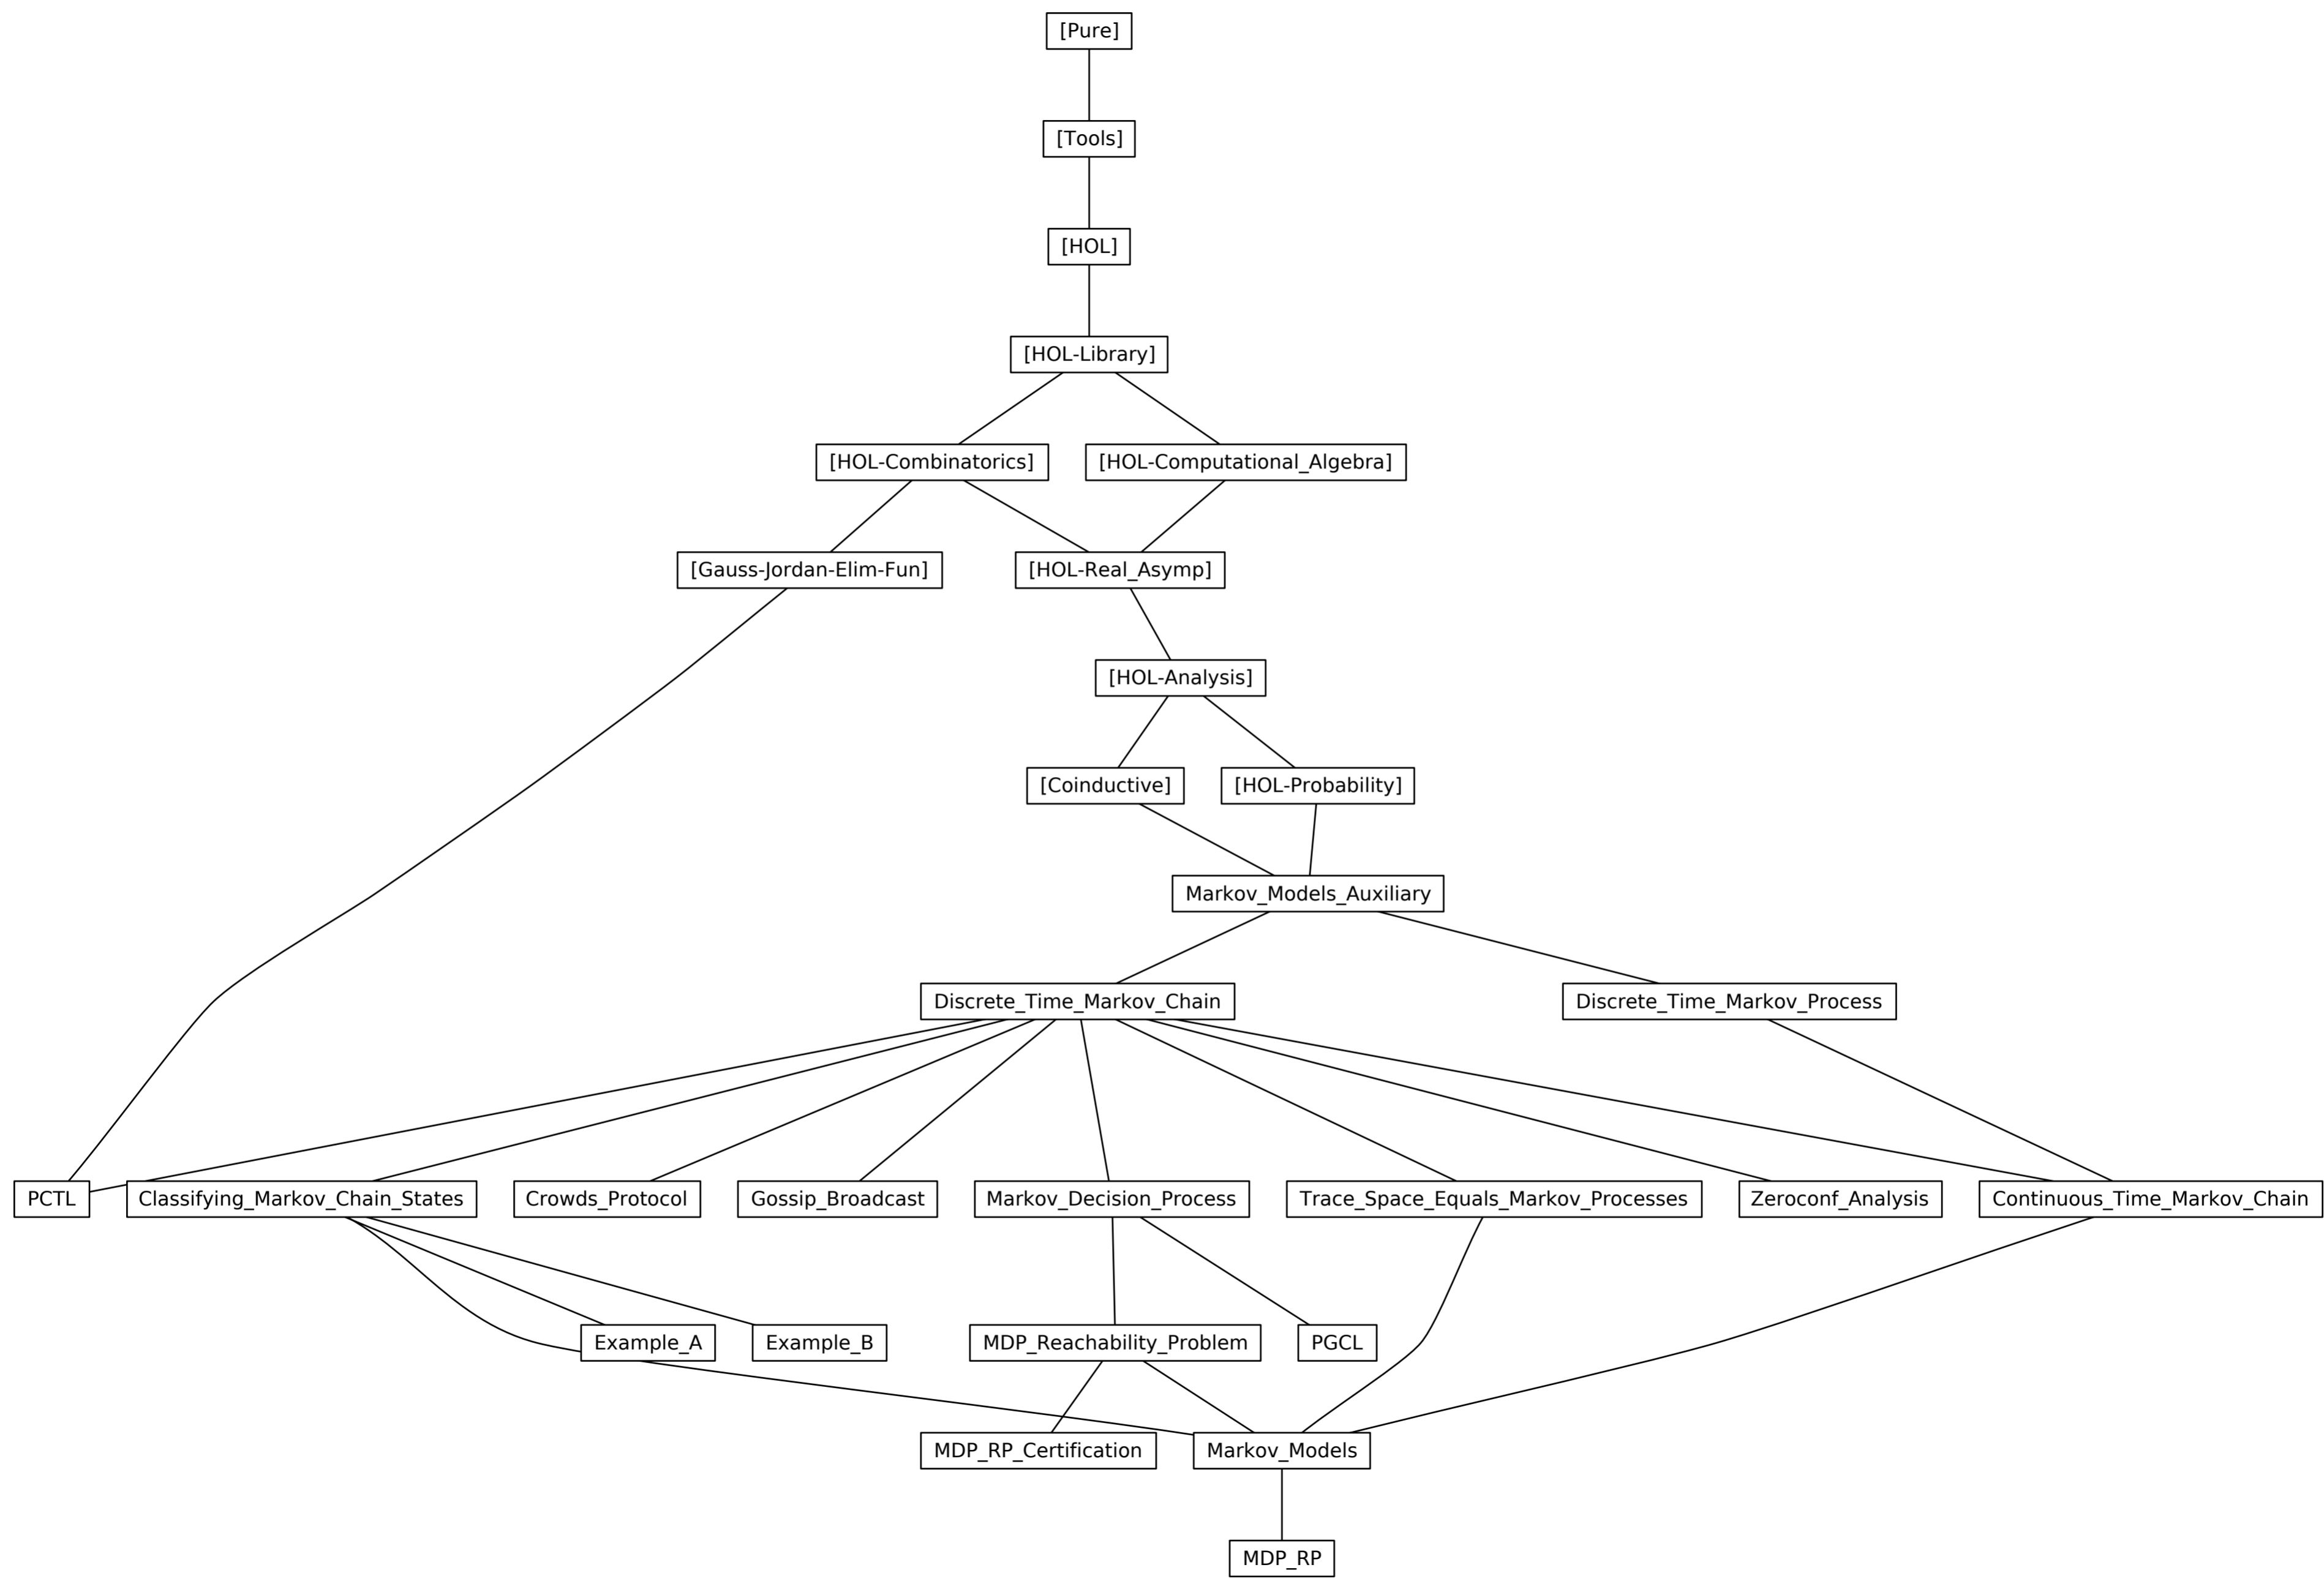 [Pure]
[Tools]
[HOL]
[HOL-Library]
[HOL-Combinatorics]
[HOL-Computational_Algebra]
[Gauss-Jordan-Elim-Fun]
[HOL-Real_Asymp]
[HOL-Analysis]
[Coinductive]
[HOL-Probability]
Markov_Models_Auxiliary
Discrete_Time_Markov_Chain
Discrete_Time_Markov_Process
PCTL
Classifying_Markov_Chain_States
Crowds_Protocol
Gossip_Broadcast
Markov_Decision_Process
Trace_Space_Equals_Markov_Processes
Zeroconf_Analysis
Continuous_Time_Markov_Chain
Example_A
Example_B
MDP_Reachability_Problem
PGCL
MDP_RP_Certification
Markov_Models
MDP_RP